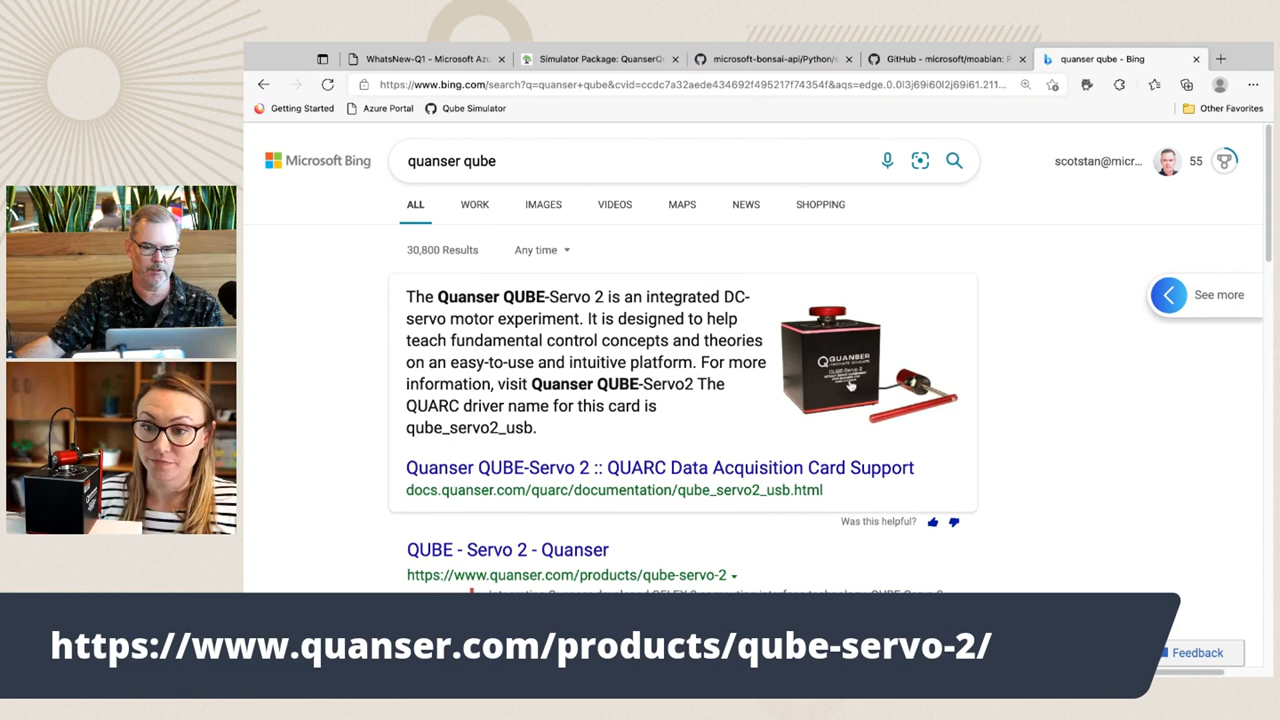 WhatsNew-Q1 - Microsoft Az
Simulator Package: QuanserQ
microsoft-bonsai-api/Python/s
GitHub - microsoft/moabian: P
quanser qube - Bing
https://www.bing.com/search?q=quanser+qube&cvid=ccdc7a32aede434692f495217f74354f&aqs=edge.0.0l3j69i60l2j69i61.211...
Getting Started
Azure Portal
Qube Simulator
Other Favorites
Microsoft Bing
quanser qube
scotstan@micr...
55
ALL
WORK
IMAGES
VIDEOS
MAPS
NEWS
SHOPPING
30,800 Results
Any time
The Quanser QUBE-Servo 2 is an integrated DC-
servo motor experiment. It is designed to help
teach fundamental control concepts and theories
on an easy-to-use and intuitive platform. For more
information, visit Quanser QUBE-Servo2 The
QUARC driver name for this card is
qube_servo2_usb.
QUANSER
QUBE-Servo 2
See more
Quanser QUBE-Servo 2 :: QUARC Data Acquisition Card Support
docs.quanser.com/quarc/documentation/qube_servo2_usb.html
Was this helpful?
QUBE - Servo 2 - Quanser
https://www.quanser.com/products/qube-servo-2
https://www.quanser.com/products/qube-servo-2/
Feedback